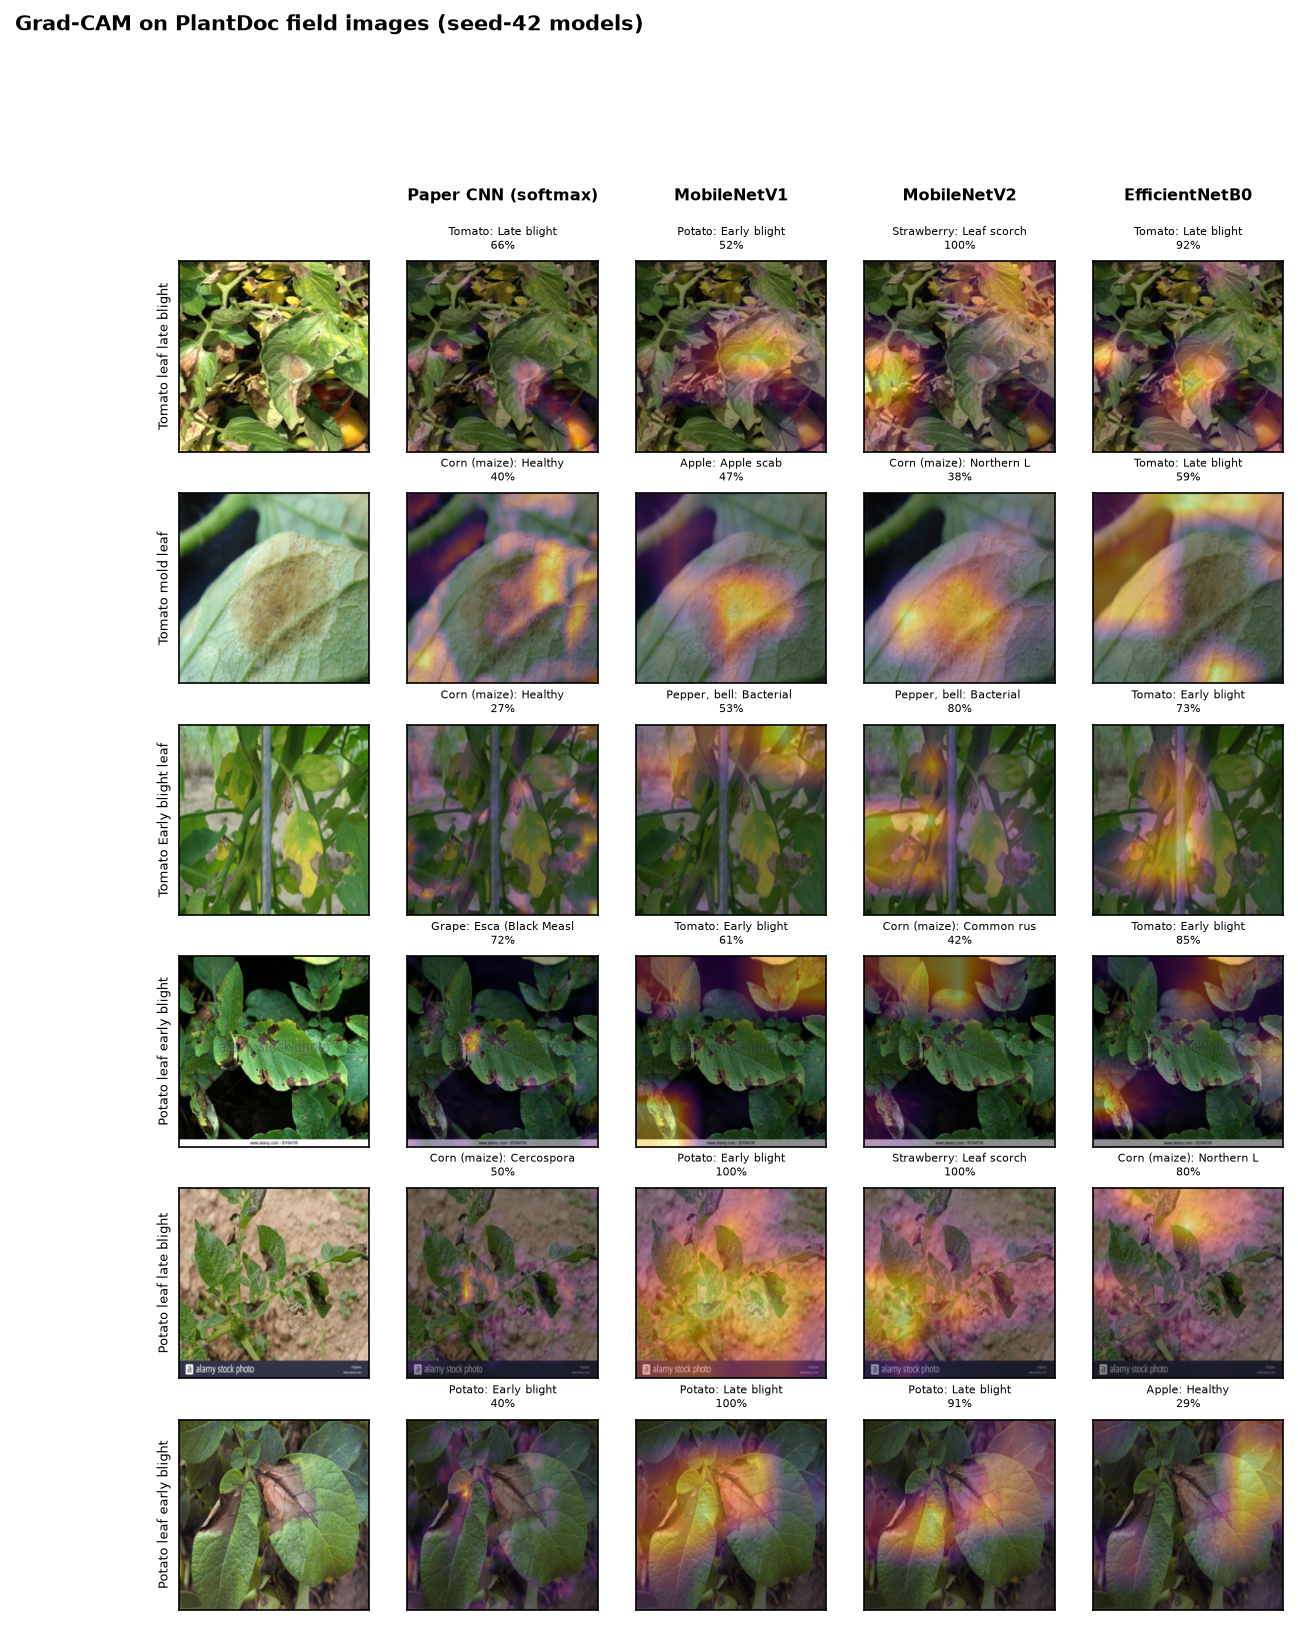 Grad-CAM on PlantDoc field images (seed-42 models)
Paper CNN (softmax)
MobileNetV1
MobileNetV2
EfficientNetB0
Tomato leaf late blight
Tomato: Late blight
66%
Potato: Early blight
52%
Strawberry: Leaf scorch
100%
Tomato: Late blight
92%
Tomato mold leaf
Corn (maize): Healthy
40%
Apple: Apple scab
47%
Corn (maize): Northern L
38%
Tomato: Late blight
59%
Tomato Early blight leaf
Corn (maize): Healthy
27%
Pepper, bell: Bacterial
53%
Pepper, bell: Bacterial
80%
Tomato: Early blight
73%
Potato leaf early blight
Grape: Esca (Black Measl
72%
Tomato: Early blight
61%
Corn (maize): Common rus
42%
Tomato: Early blight
85%
alamy stock photo
Potato leaf late blight
Corn (maize): Cercospora
50%
Potato: Early blight
100%
Strawberry: Leaf scorch
100%
Corn (maize): Northern L
80%
a alamy stock photo
a alamy stock photo
a alamy stock photo
a alamy stock photo
a alamy stock photo
Potato leaf early blight
Potato: Early blight
40%
Potato: Late blight
100%
Potato: Late blight
91%
Apple: Healthy
29%